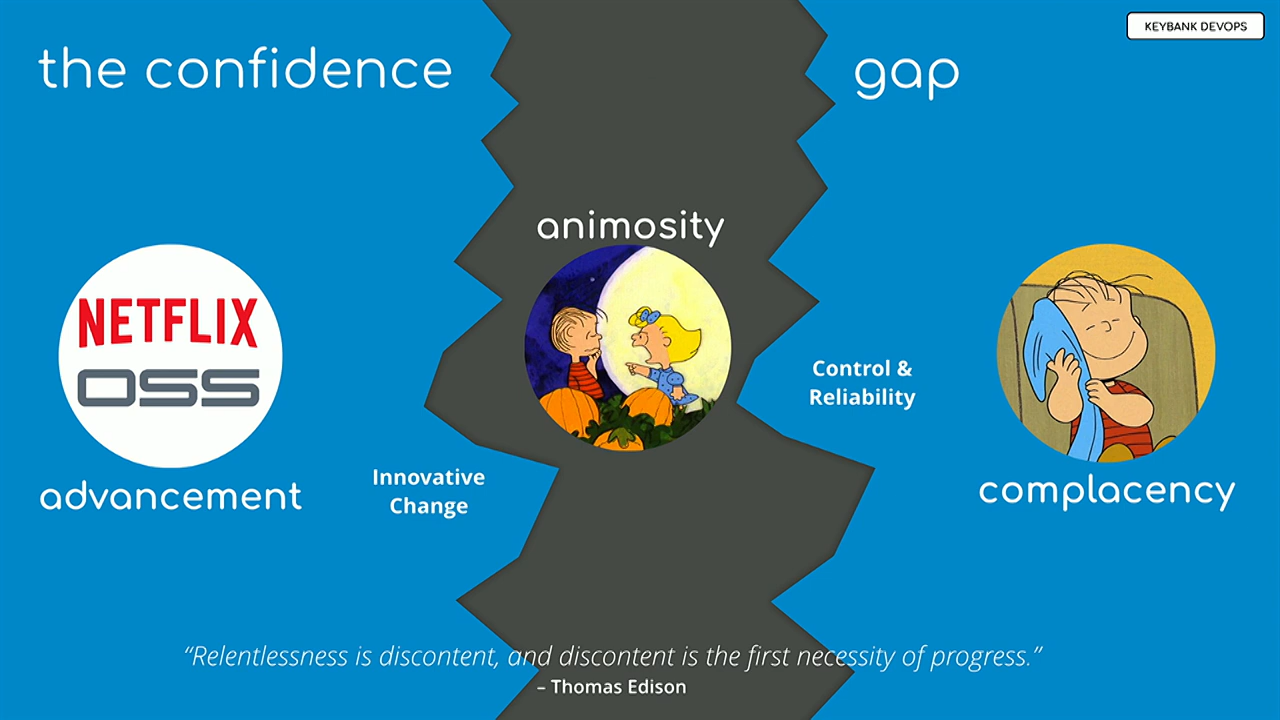 KEYBANK DEVOPS
the confidence gap
animosity
NETFLIX
OSS
advancement
Innovative
Change
Control &
Reliability
complacency
“Relentlessness is discontent, and discontent is the first necessity of progress.”
– Thomas Edison